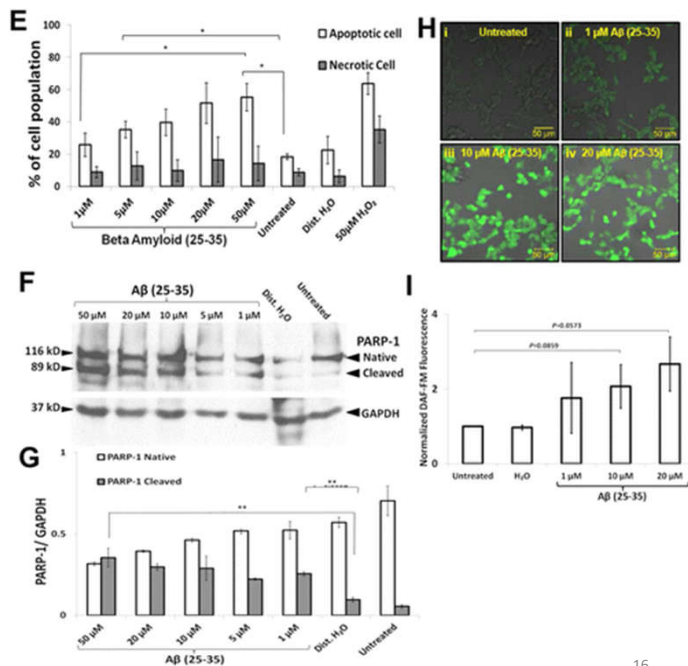 E
*
*
*
Apoptotic cell
Necrotic Cell
% of cell population
100
80
60
40
20
0
1µM
5µM
10µM
20µM
50µM
Untreated
Dist. H₂O
50µM H₂O₂
Beta Amyloid (25-35)
F
Aβ (25-35)
50 µM
20 µM
10 µM
5 µM
1 µM
Dist. H₂O
Untreated
PARP-1
116 kD
Native
89 kD
Cleaved
37 kD
GAPDH
G
PARP-1 Native
PARP-1 Cleaved
**
**
PARP-1/ GAPDH
1
0.5
0
50 µM
20 µM
10 µM
5 µM
1 µM
Dist. H₂O
Untreated
Aβ (25-35)
H
i
Untreated
50 µm
ii
1 µM Aβ (25-35)
50 µm
iii
10 µM Aβ (25-35)
50 µm
iv
20 µM Aβ (25-35)
50 µm
I
P=0.0573
P=0.0859
Normalized DAF-FM Fluorescence
4
2
0
Untreated
H₂O
1 µM
10 µM
20 µM
Aβ (25-35)
16